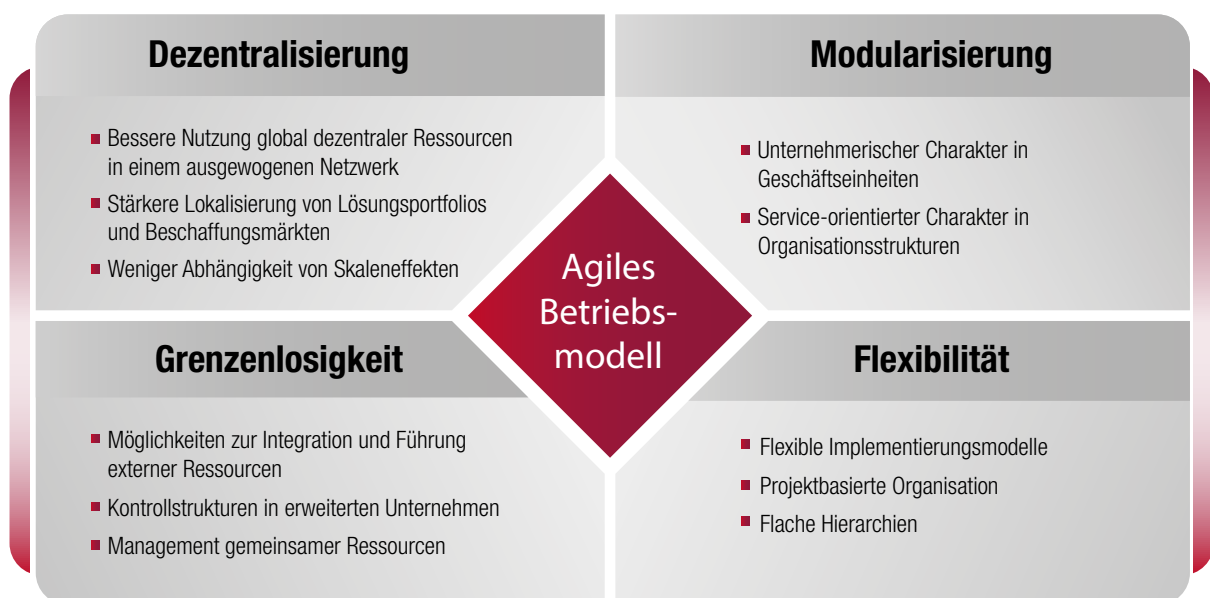 Dezentralisierung
Bessere Nutzung global dezentraler Ressourcen
in einem ausgewogenen Netzwerk
Stärkere Lokalisierung von Lösungsportfolios
und Beschaffungsmärkten
Weniger Abhängigkeit von Skaleneffekten
Modularisierung
Unternehmerischer Charakter in
Geschäftseinheiten
Service-orientierter Charakter in
Organisationsstrukturen
Agiles
Betriebs-
modell
Grenzenlosigkeit
Möglichkeiten zur Integration und Führung
externer Ressourcen
Kontrollstrukturen in erweiterten Unternehmen
Management gemeinsamer Ressourcen
Flexibilität
Flexible Implementierungsmodelle
Projektbasierte Organisation
Flache Hierarchien